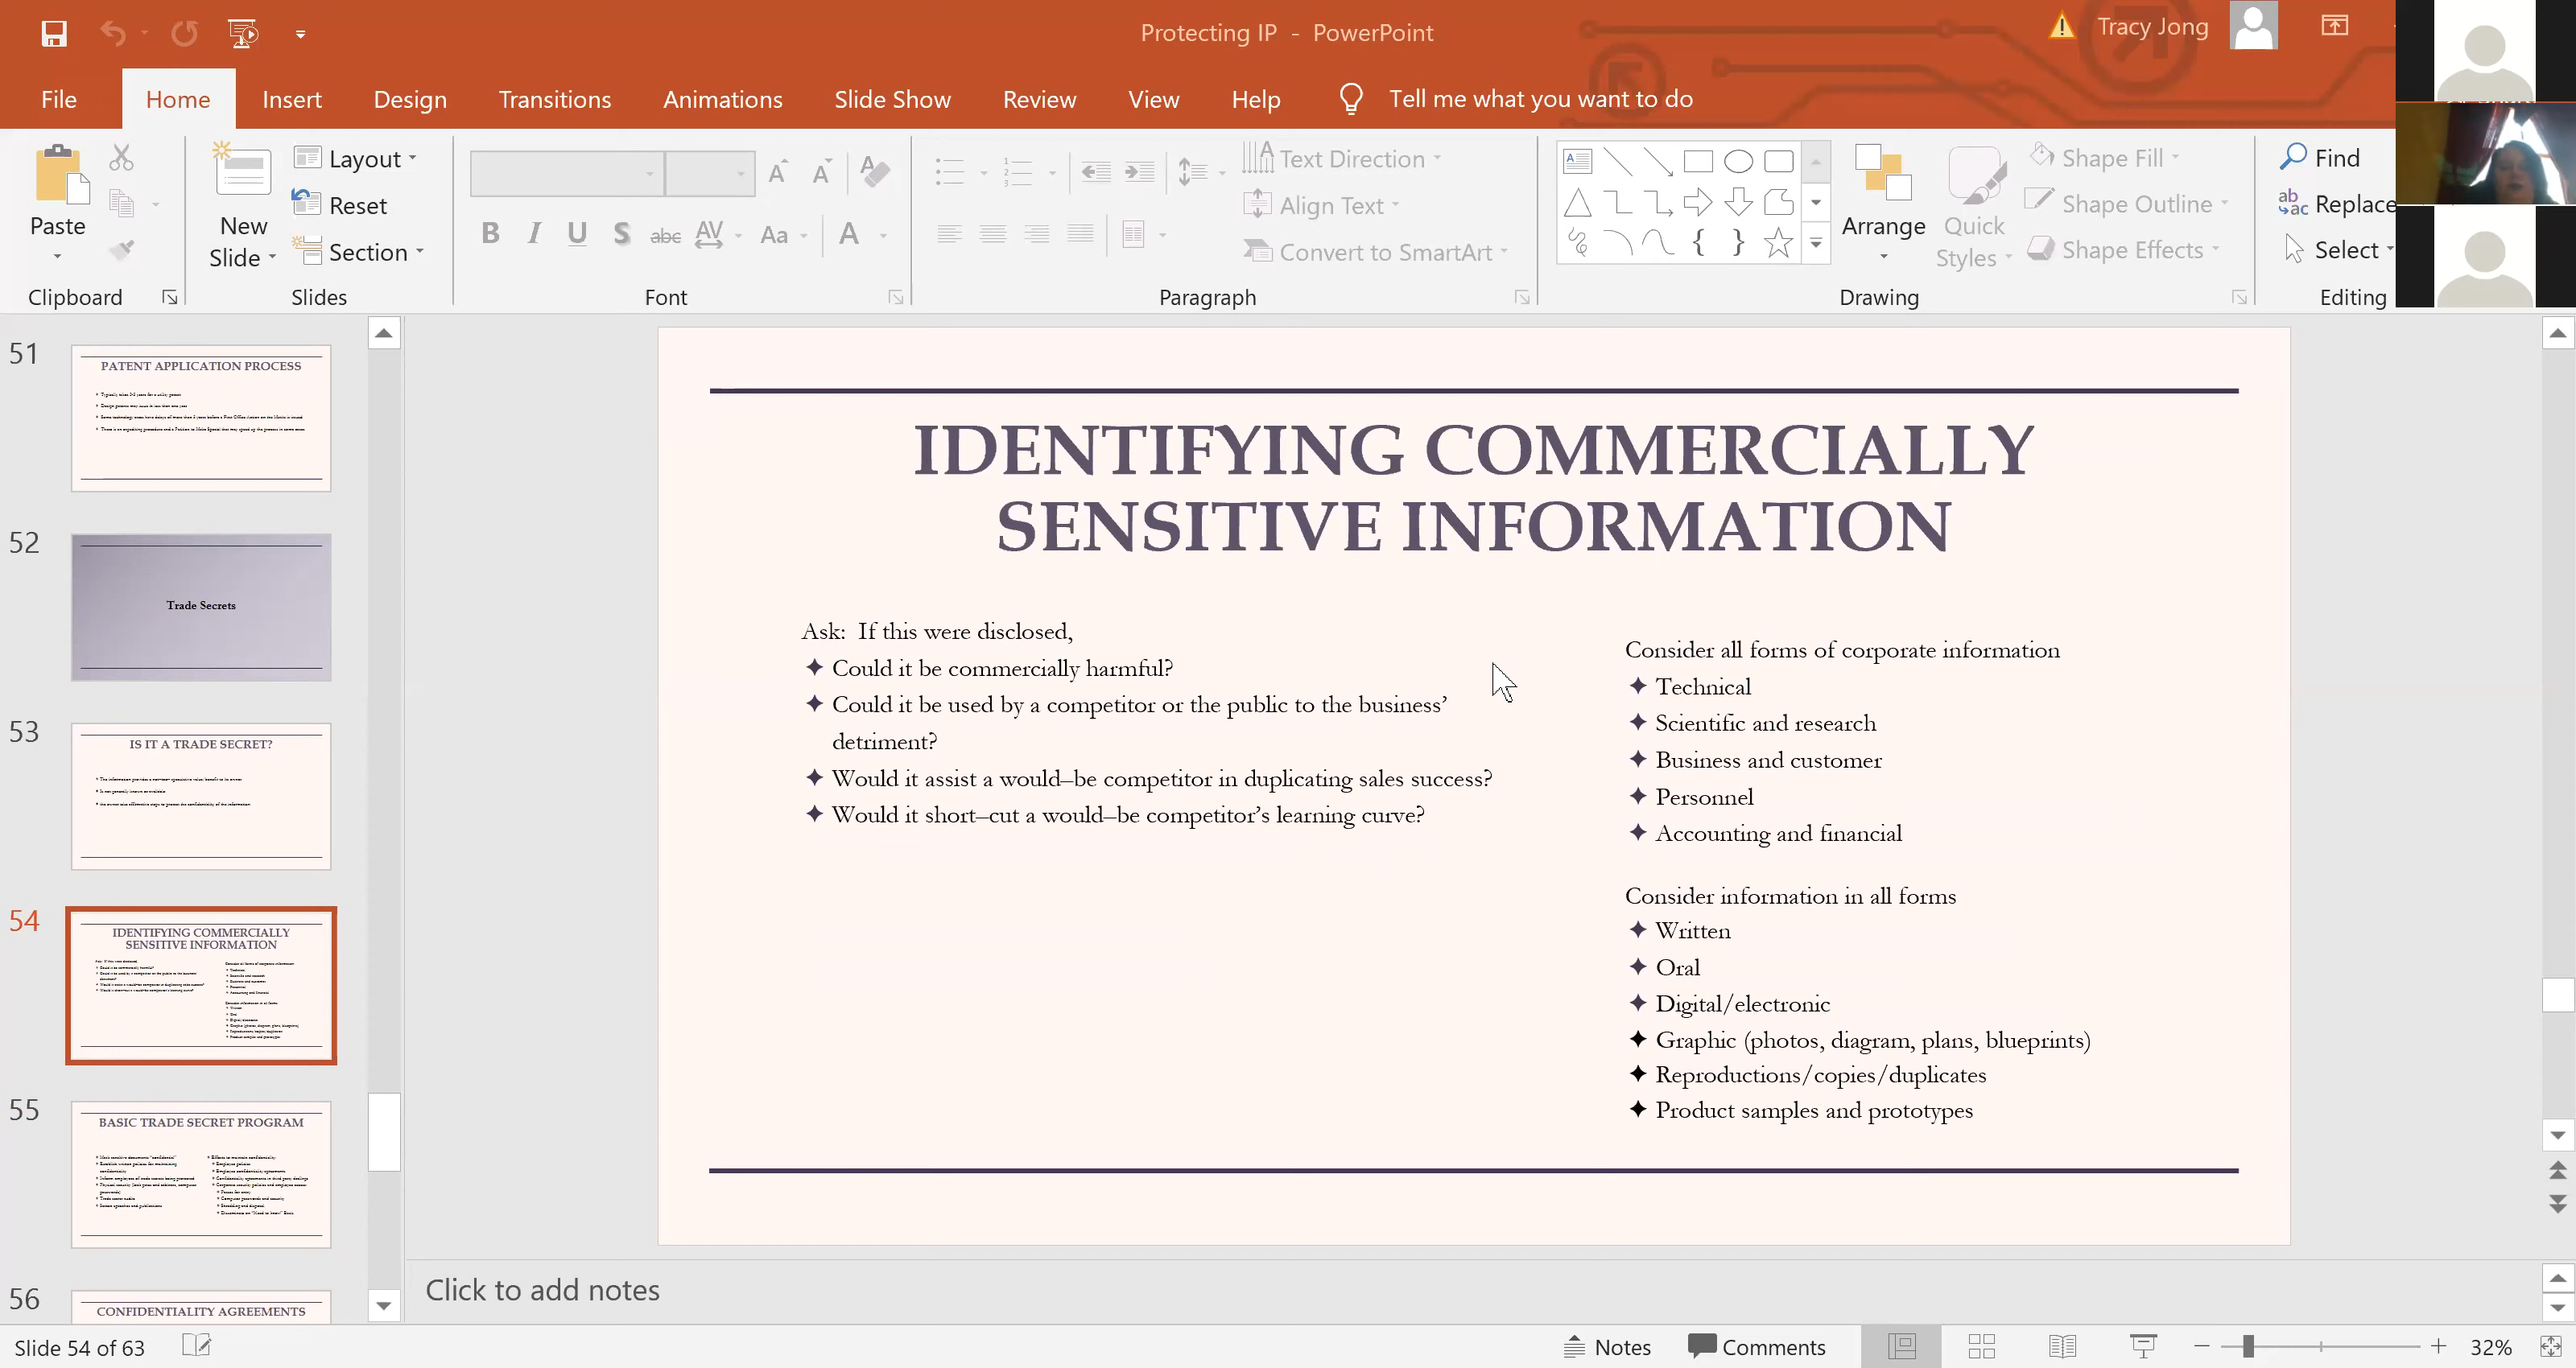 Protecting IP - PowerPoint
Tracy Jong
File Home Insert Design Transitions Animations Slide Show Review View Help Tell me what you want to do
Paste
New Slide
Layout
Reset
Section
B I U S abc AV Aa A
Text Direction
Align Text
Convert to SmartArt
Arrange
Quick Styles
Shape Fill
Shape Outline
Shape Effects
Find
Replace
Select
Clipboard Slides Font Paragraph Drawing Editing
51
PATENT APPLICATION PROCESS
52
Trade Secrets
53
IS IT A TRADE SECRET?
54
IDENTIFYING COMMERCIALLY
SENSITIVE INFORMATION
55
BASIC TRADE SECRET PROGRAM
56
CONFIDENTIALITY AGREEMENTS
IDENTIFYING COMMERCIALLY
SENSITIVE INFORMATION
Ask: If this were disclosed,
✦ Could it be commercially harmful?
✦ Could it be used by a competitor or the public to the business’
detriment?
✦ Would it assist a would–be competitor in duplicating sales success?
✦ Would it short–cut a would–be competitor’s learning curve?
Consider all forms of corporate information
✦ Technical
✦ Scientific and research
✦ Business and customer
✦ Personnel
✦ Accounting and financial
Consider information in all forms
✦ Written
✦ Oral
✦ Digital/electronic
✦ Graphic (photos, diagram, plans, blueprints)
✦ Reproductions/copies/duplicates
✦ Product samples and prototypes
Click to add notes
Slide 54 of 63
Notes Comments 32%